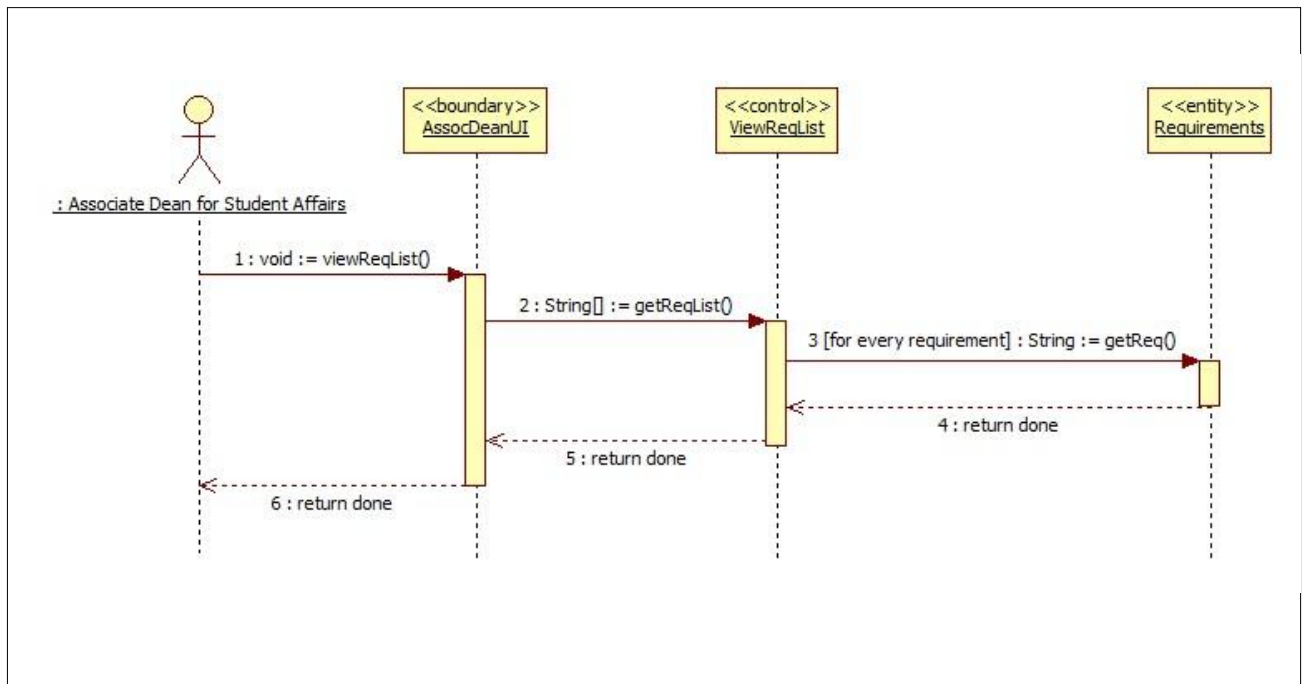 <<boundary>>
AssocDeanUI
<<control>>
ViewReqList
<<entity>>
Requirements
: Associate Dean for Student Affairs
1 : void := viewReqList()
2 : String[] := getReqList()
3 [for every requirement] : String := getReq()
4 : return done
5 : return done
6 : return done